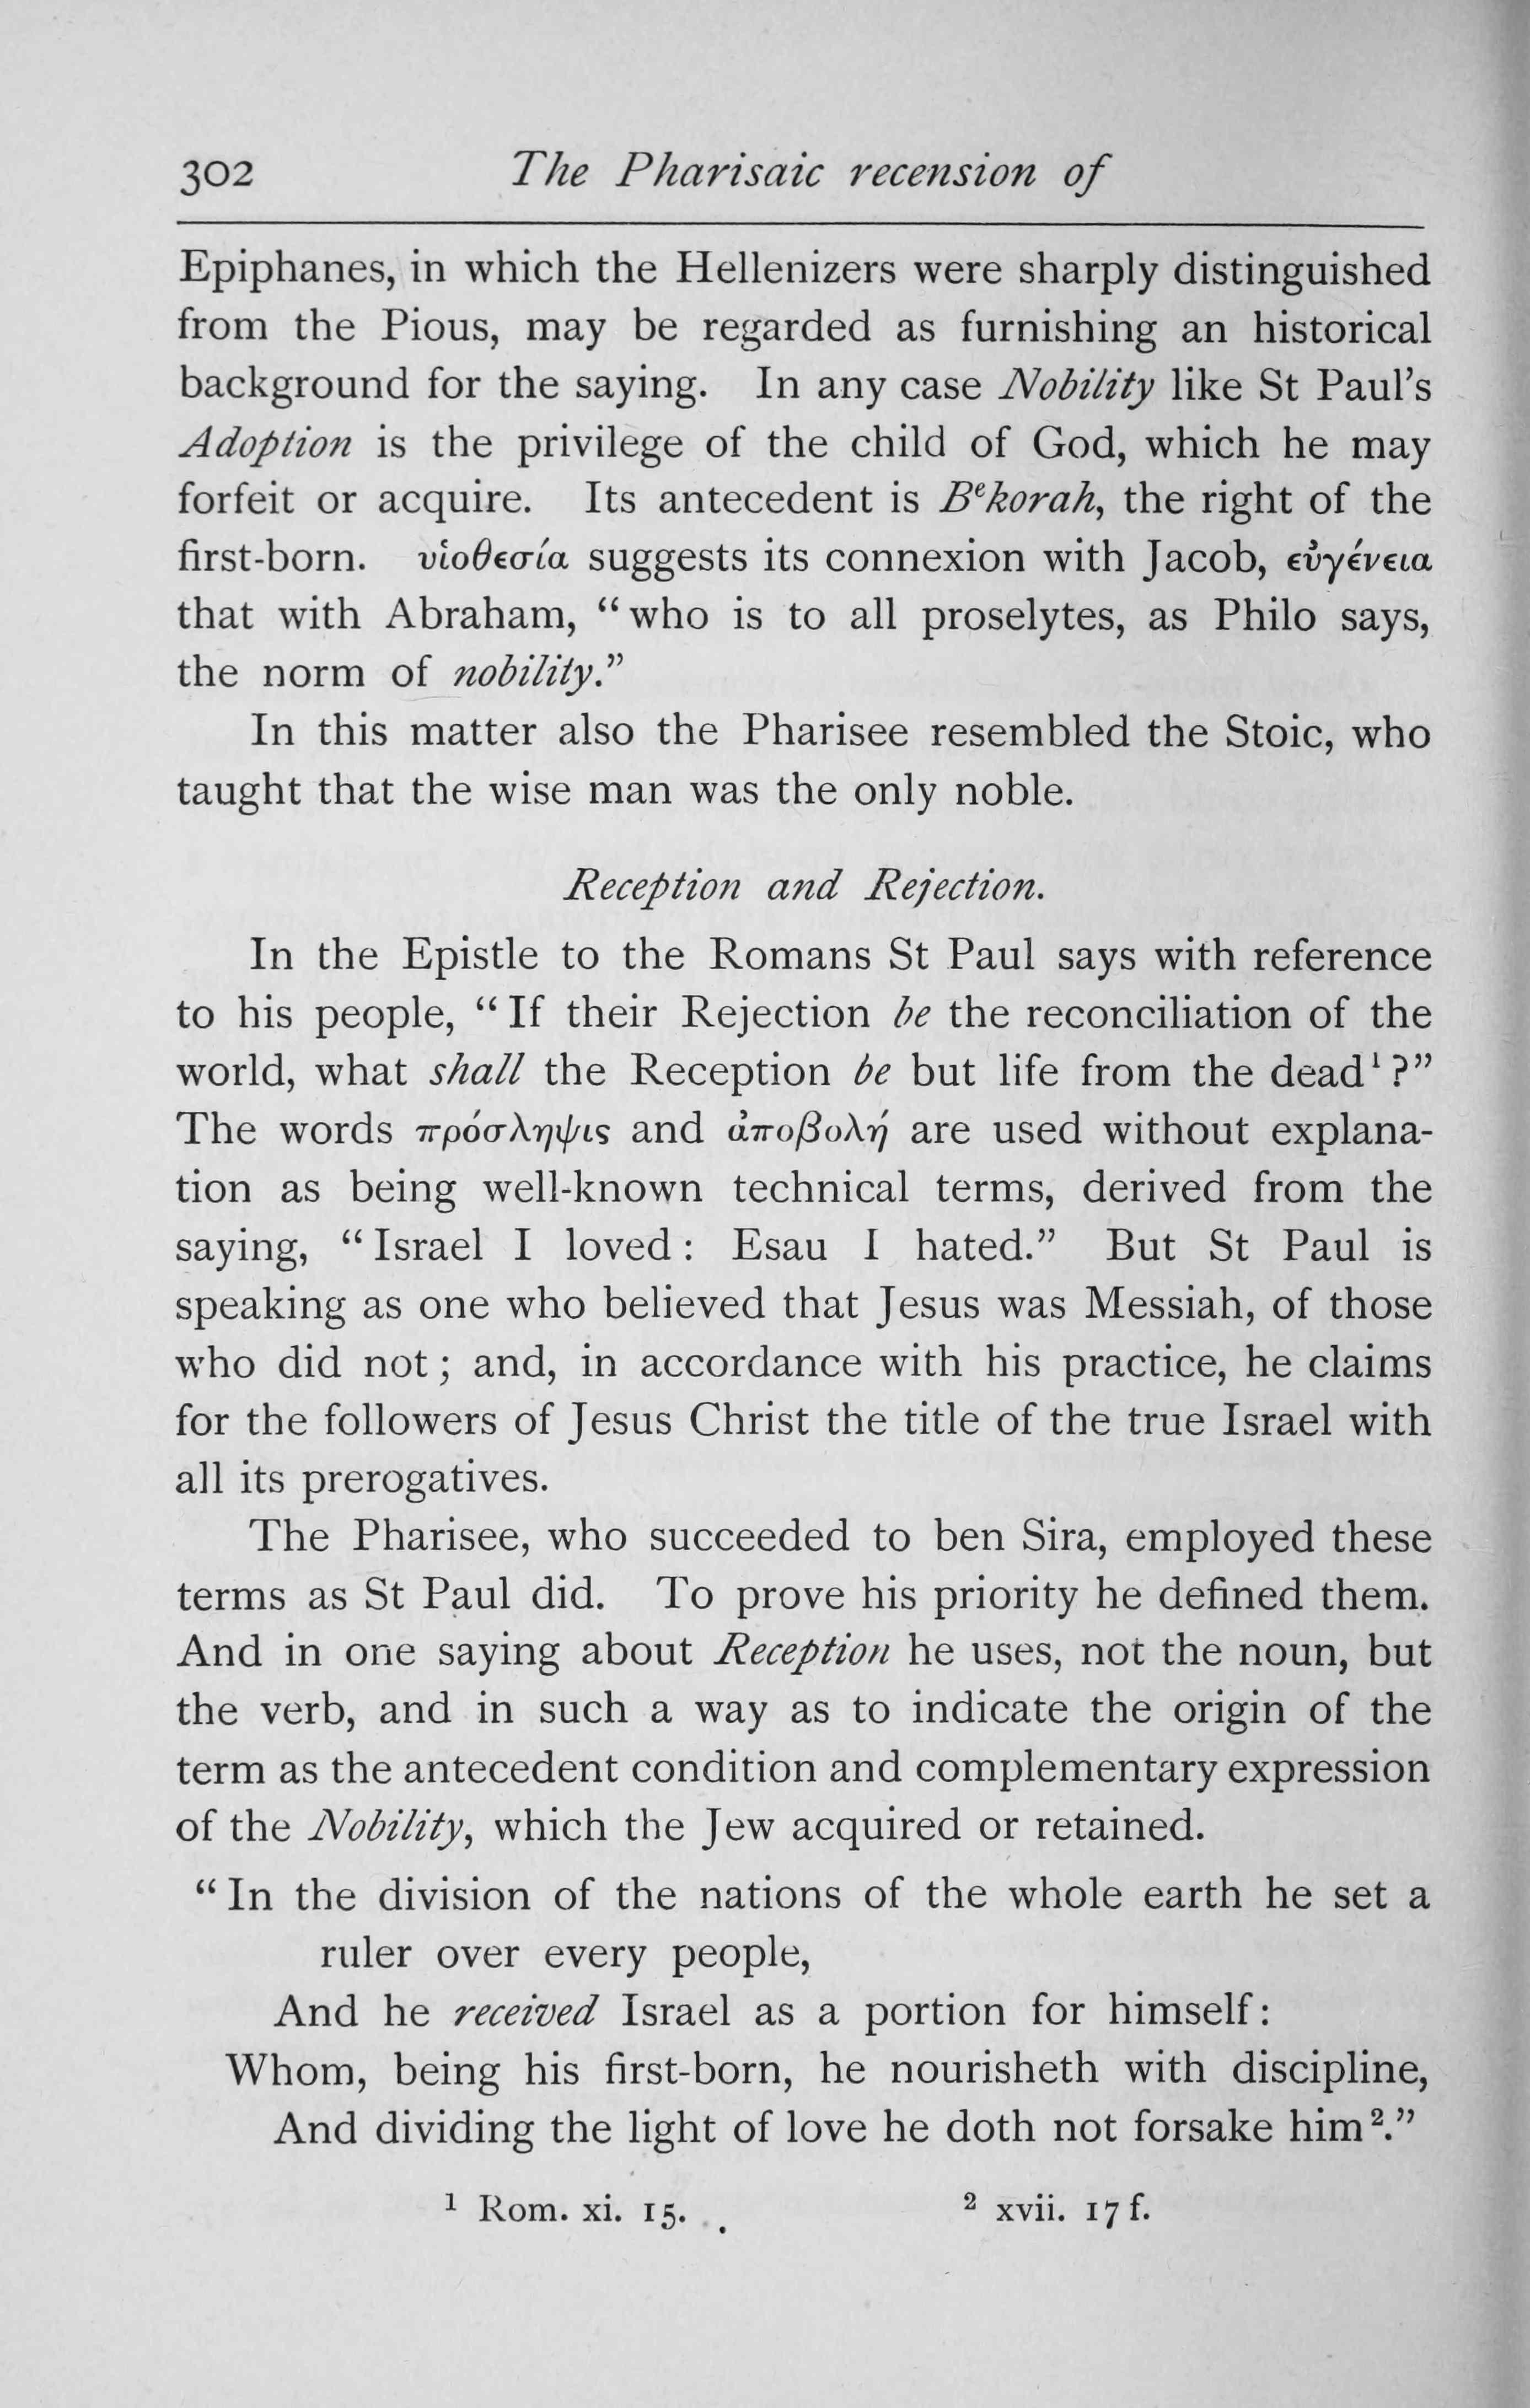 302 The Pharisaic recension of
Epiphanes, in which the Hellenizers were sharply distinguished
from the Pious, may be regarded as furnishing an historical
background for the saying. In any case Nobility like St Paul's
Adoption is the privilege of the child of God, which he may
forfeit or acquire. Its antecedent is Bᵉkorah, the right of the
first-born. υἱοθεσία suggests its connexion with Jacob, εὐγένεια
that with Abraham, “who is to all proselytes, as Philo says,
the norm of nobility.”
In this matter also the Pharisee resembled the Stoic, who
taught that the wise man was the only noble.
Reception and Rejection.
In the Epistle to the Romans St Paul says with reference
to his people, “If their Rejection be the reconciliation of the
world, what shall the Reception be but life from the dead¹?”
The words πρόσληψις and ἀποβολή are used without explana-
tion as being well-known technical terms, derived from the
saying, “Israel I loved: Esau I hated.” But St Paul is
speaking as one who believed that Jesus was Messiah, of those
who did not; and, in accordance with his practice, he claims
for the followers of Jesus Christ the title of the true Israel with
all its prerogatives.
The Pharisee, who succeeded to ben Sira, employed these
terms as St Paul did. To prove his priority he defined them.
And in one saying about Reception he uses, not the noun, but
the verb, and in such a way as to indicate the origin of the
term as the antecedent condition and complementary expression
of the Nobility, which the Jew acquired or retained.
“In the division of the nations of the whole earth he set a
ruler over every people,
And he received Israel as a portion for himself:
Whom, being his first-born, he nourisheth with discipline,
And dividing the light of love he doth not forsake him².”
¹ Rom. xi. 15. ² xvii. 17 f.